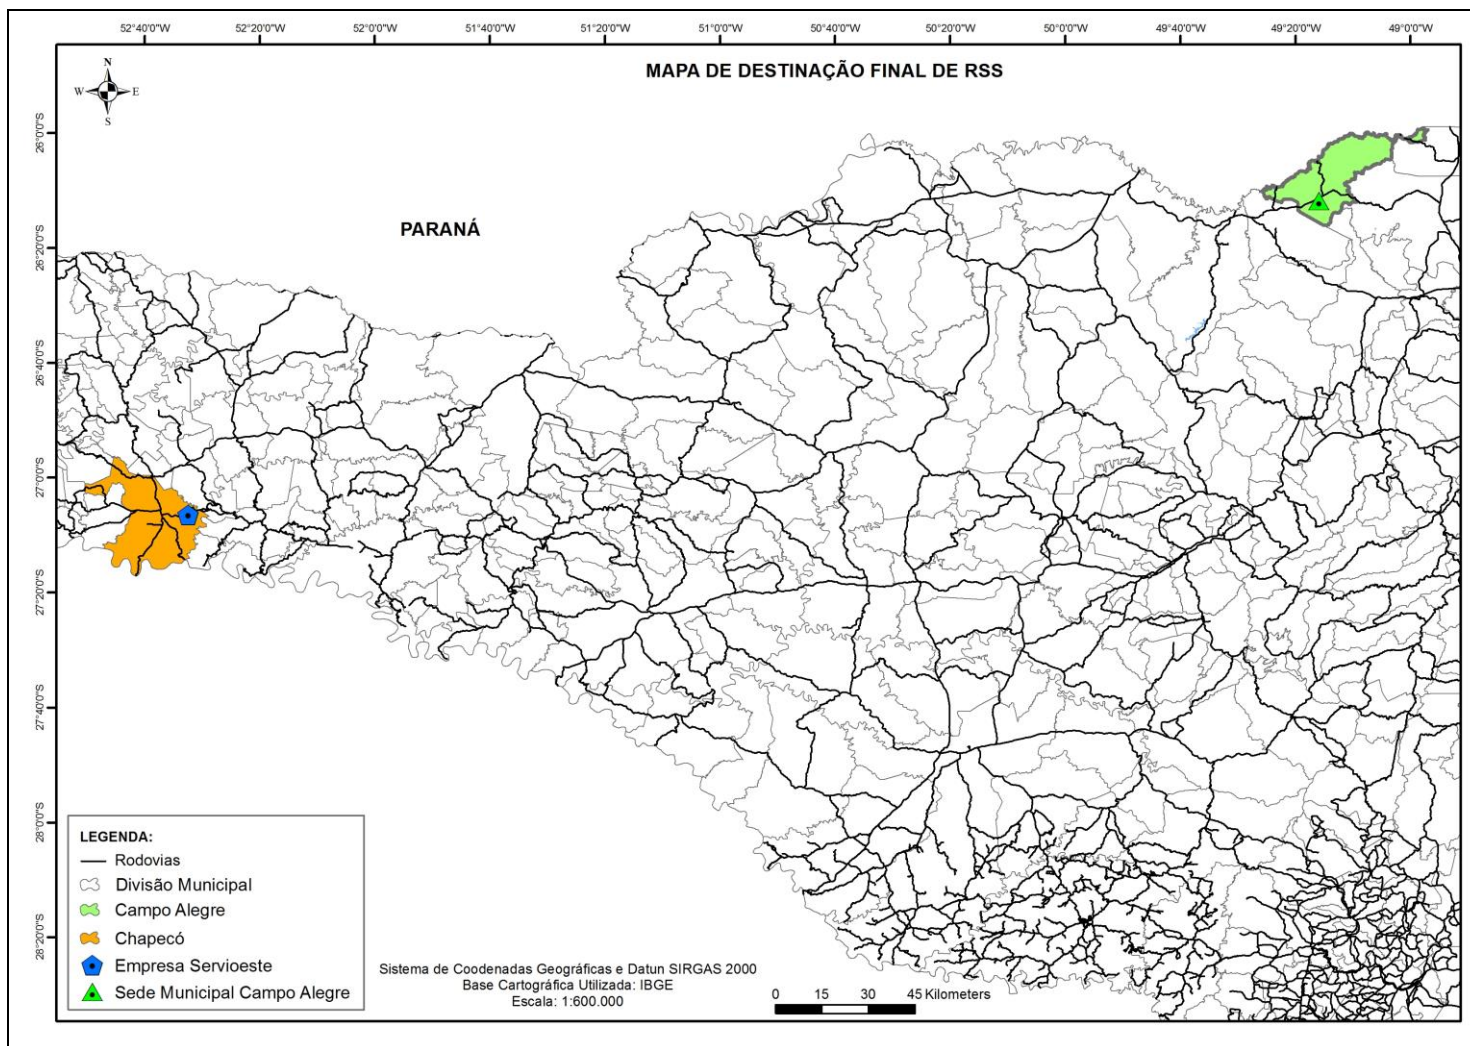 52°40'0"W 52°20'0"W 52°0'0"W 51°40'0"W 51°20'0"W 51°0'0"W 50°40'0"W 50°20'0"W 50°0'0"W 49°40'0"W 49°20'0"W 49°0'0"W
MAPA DE DESTINAÇÃO FINAL DE RSS
N
W E
S
26°0'0"S
PARANÁ
26°20'0"S
26°40'0"S
27°0'0"S
27°20'0"S
27°40'0"S
28°0'0"S
28°20'0"S
LEGENDA:
Rodovias
Divisão Municipal
Campo Alegre
Chapecó
Empresa Servioeste
Sede Municipal Campo Alegre
Sistema de Coodenadas Geográficas e Datun SIRGAS 2000
Base Cartográfica Utilizada: IBGE
Escala: 1:600.000
0 15 30 45 Kilometers